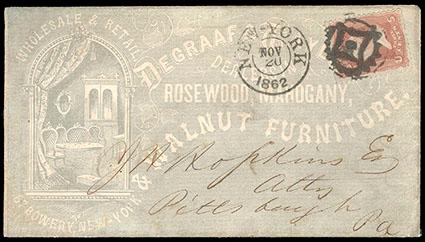 WHOLESALE & RETAIL
DEGRAAF
NEW-YORK
NOV
20
1862
ROSEWOOD, MAHOGANY,
& WALNUT FURNITURE.
BOWERY, NEW-YORK
J. H. Hopkins Esq
Atty
Pittsburgh
Pa